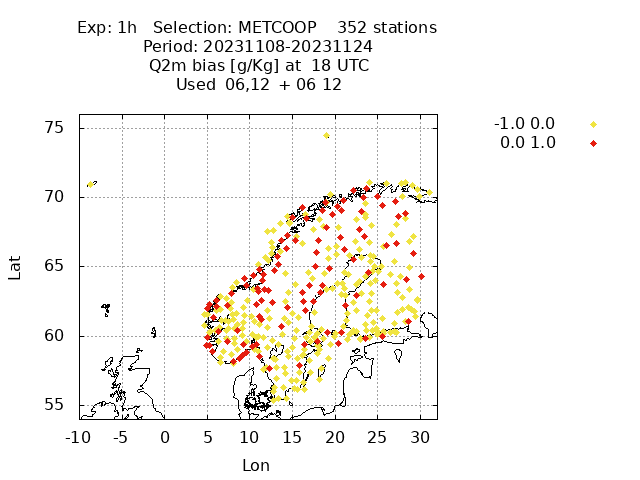 Exp: 1h   Selection: METCOOP    352 stations
Period: 20231108-20231124
Q2m bias [g/Kg] at  18 UTC
Used  06,12  + 06 12
-1.0 0.0
0.0 1.0
75
70
65
60
55
Lat
-10 -5 0 5 10 15 20 25 30
Lon